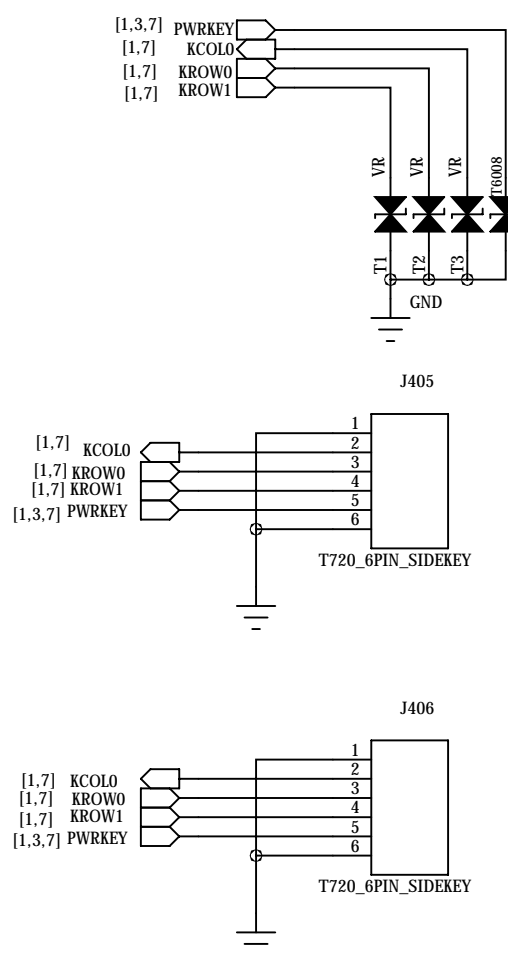 [1,3,7] PWRKEY
[1,7] KCOL0
[1,7] KROW0
[1,7] KROW1
VR VR VR T6008
T1 T2 T3
GND
J405
1
[1,7] KCOL0 2
[1,7] KROW0 3
[1,7] KROW1 4
[1,3,7] PWRKEY 5
6
T720_6PIN_SIDEKEY
J406
1
[1,7] KCOL0 2
[1,7] KROW0 3
[1,7] KROW1 4
[1,3,7] PWRKEY 5
6
T720_6PIN_SIDEKEY